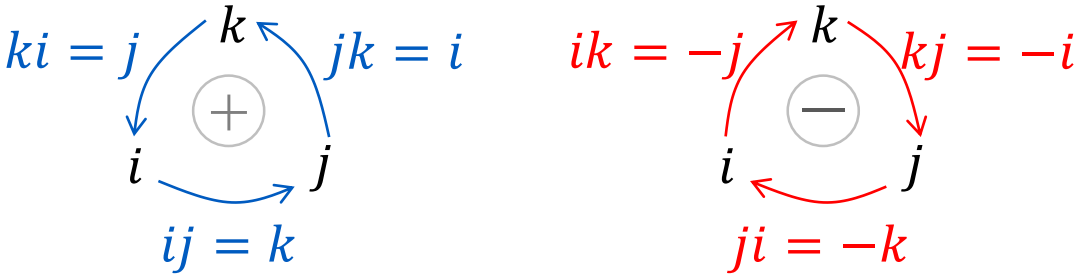 k
ki = j
jk = i
+
i
j
ij = k
k
ik = −j
kj = −i
−
i
j
ji = −k